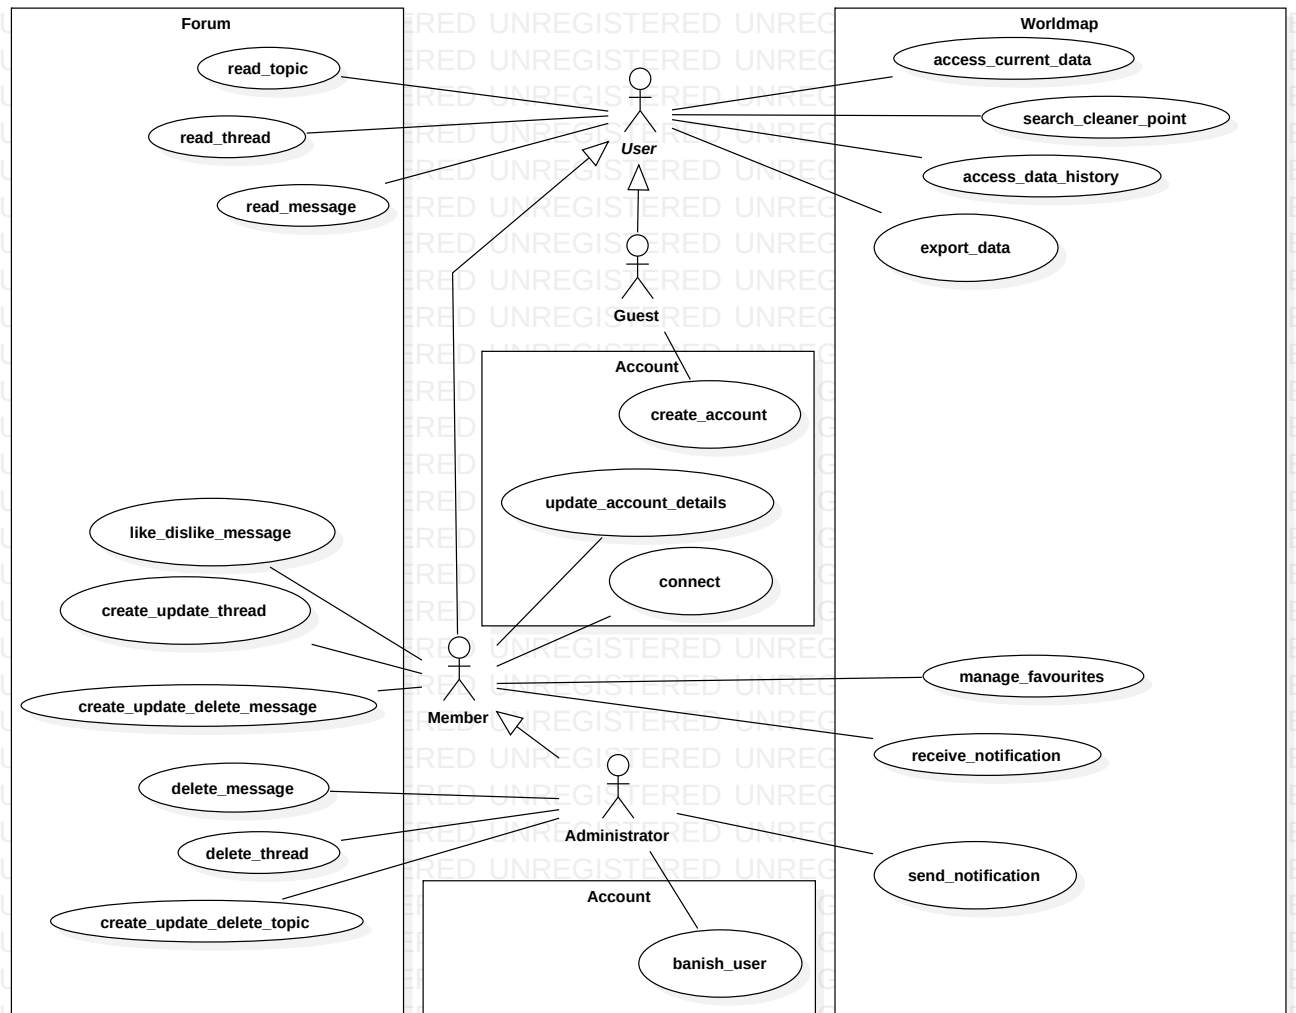 Forum
Worldmap
read_topic
read_thread
read_message
User
access_current_data
search_cleaner_point
access_data_history
export_data
Guest
Account
create_account
update_account_details
connect
like_dislike_message
create_update_thread
create_update_delete_message
Member
manage_favourites
receive_notification
delete_message
delete_thread
create_update_delete_topic
Administrator
send_notification
Account
banish_user
UNREGISTERED